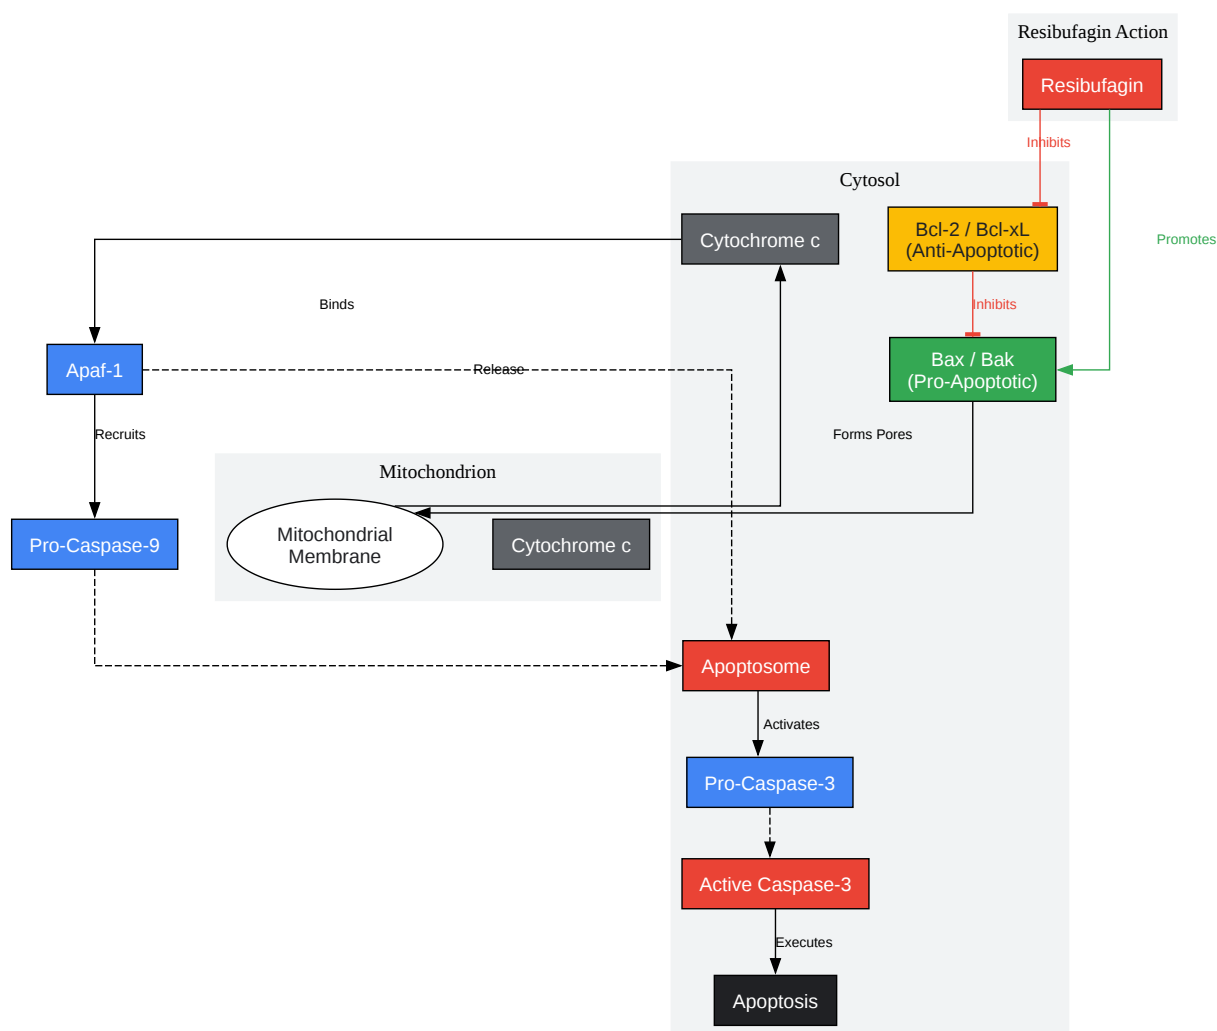 Resibufagin Action
Resibufagin
Inhibits
Cytosol
Cytochrome c
Bcl-2 / Bcl-xL
(Anti-Apoptotic)
Promotes
Binds
Inhibits
Apaf-1
Release
Bax / Bak
(Pro-Apoptotic)
Recruits
Forms Pores
Mitochondrion
Pro-Caspase-9
Mitochondrial
Membrane
Cytochrome c
Apoptosome
Activates
Pro-Caspase-3
Active Caspase-3
Executes
Apoptosis